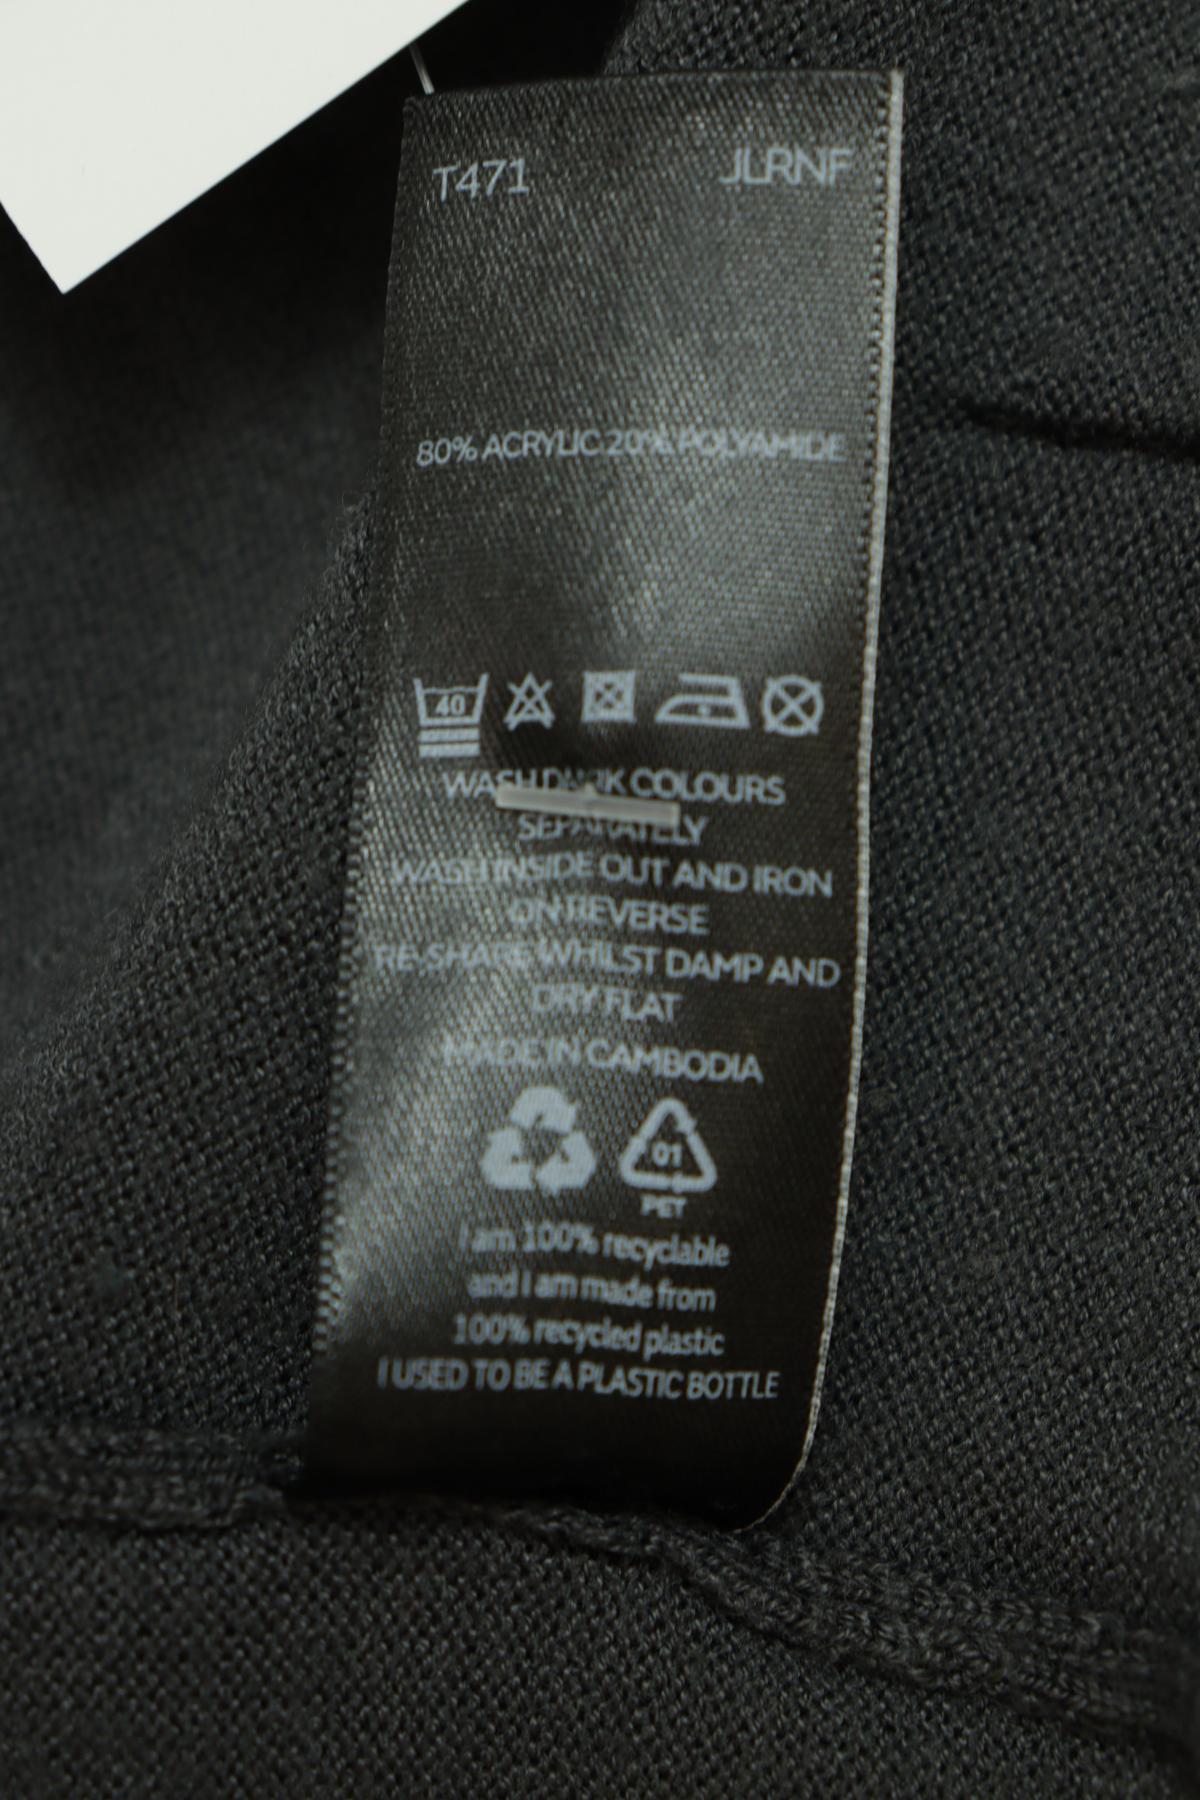 T471 JLRNF
80% ACRYLIC 20% POLYAMIDE
40
WASH DARK COLOURS
SEPARATELY
WASH INSIDE OUT AND IRON
ON REVERSE
RE-SHAPE WHILST DAMP AND
DRY FLAT
MADE IN CAMBODIA
01
PET
I am 100% recyclable
and I am made from
100% recycled plastic
I USED TO BE A PLASTIC BOTTLE